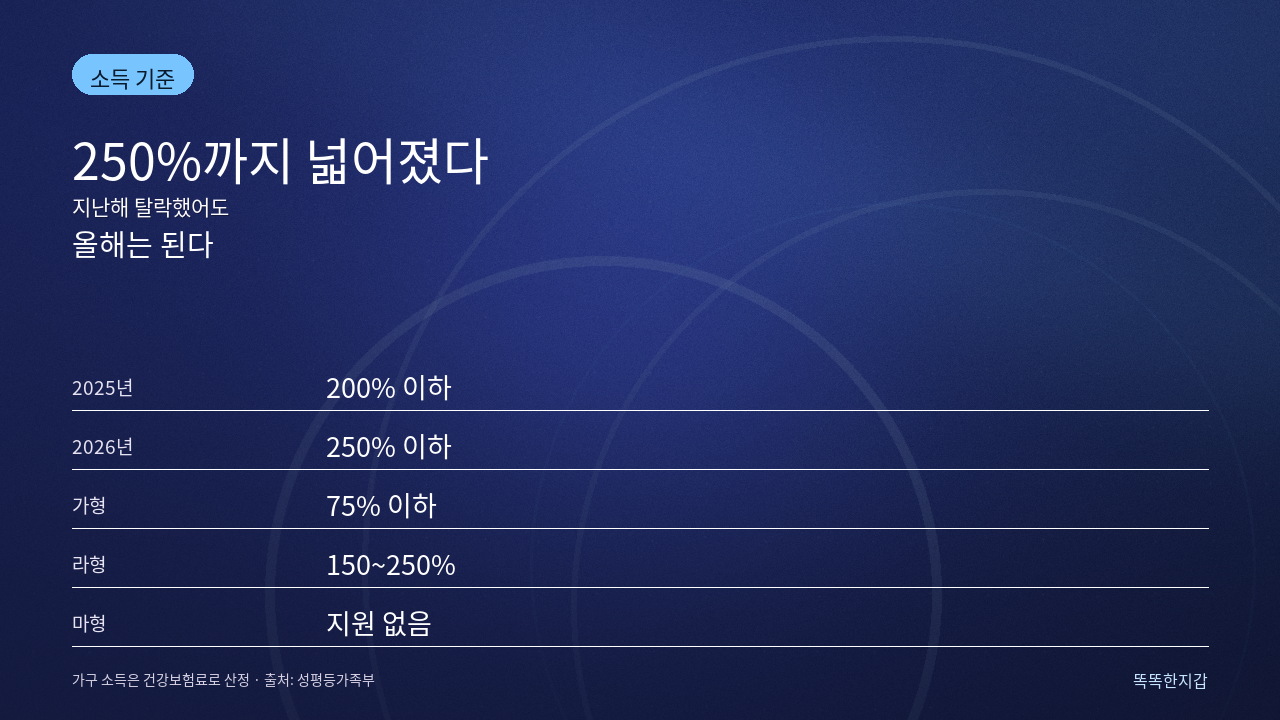 소득 기준
250%까지 넓어졌다
지난해 탈락했어도
올해는 된다
2025년 200% 이하
2026년 250% 이하
가형 75% 이하
라형 150~250%
마형 지원 없음
가구 소득은 건강보험료로 산정 · 출처: 성평등가족부
똑똑한지갑